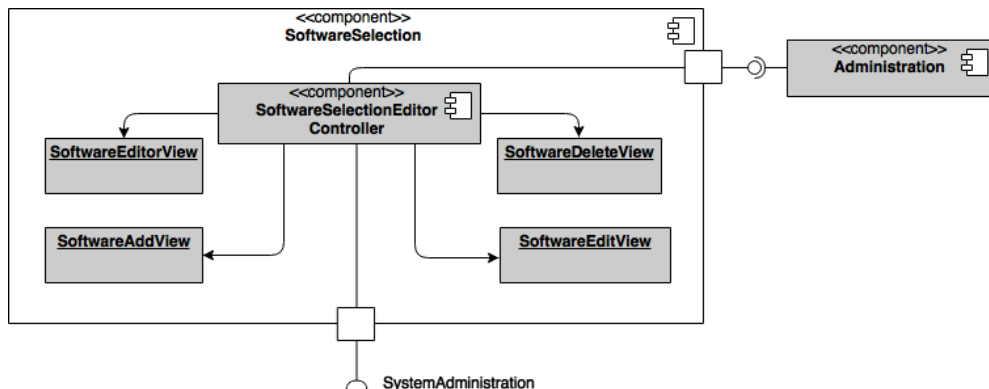 <<component>>
SoftwareSelection
<<component>>
Administration
<<component>>
SoftwareSelectionEditor
Controller
SoftwareEditorView
SoftwareDeleteView
SoftwareAddView
SoftwareEditView
SystemAdministration